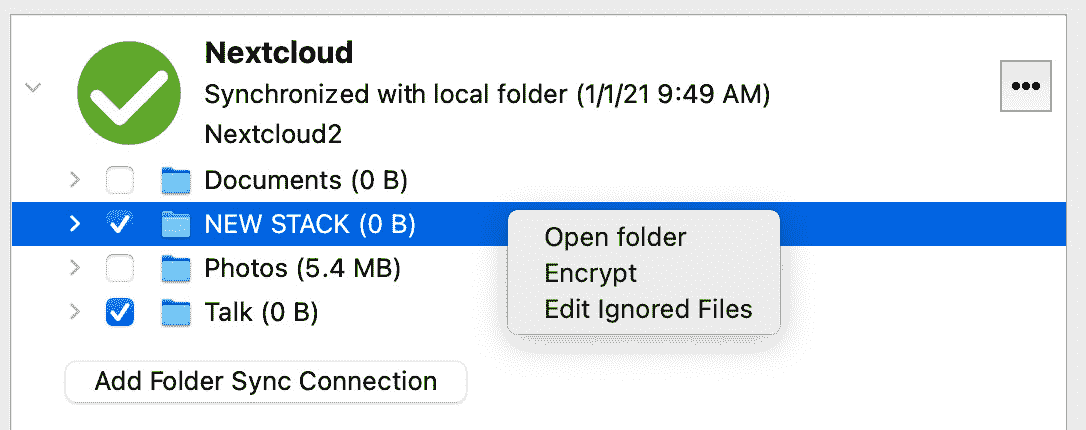 Nextcloud
Synchronized with local folder (1/1/21 9:49 AM)
Nextcloud2
Documents (0 B)
NEW STACK (0 B)
Photos (5.4 MB)
Talk (0 B)
Open folder
Encrypt
Edit Ignored Files
Add Folder Sync Connection